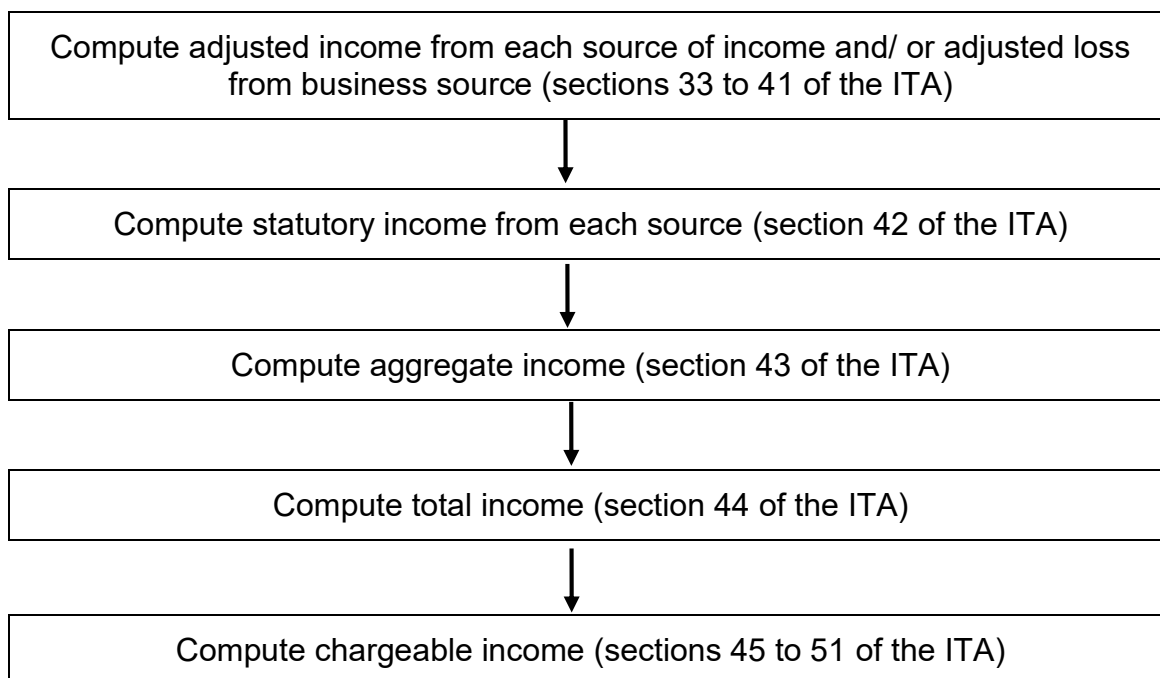 Compute adjusted income from each source of income and/ or adjusted loss
from business source (sections 33 to 41 of the ITA)
Compute statutory income from each source (section 42 of the ITA)
Compute aggregate income (section 43 of the ITA)
Compute total income (section 44 of the ITA)
Compute chargeable income (sections 45 to 51 of the ITA)